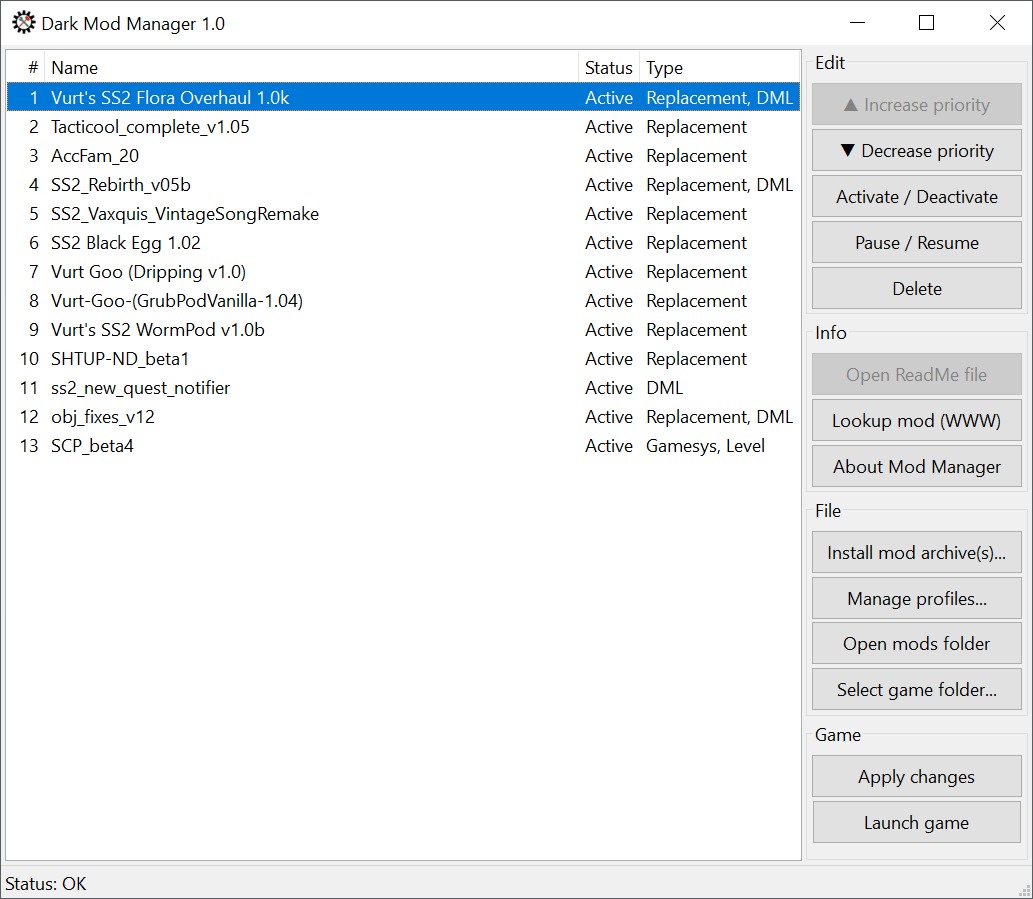 Dark Mod Manager 1.0
# Name Status Type
1 Vurt's SS2 Flora Overhaul 1.0k Active Replacement, DML
2 Tacticool_complete_v1.05 Active Replacement
3 AccFam_20 Active Replacement
4 SS2_Rebirth_v05b Active Replacement, DML
5 SS2_Vaxquis_VintageSongRemake Active Replacement
6 SS2 Black Egg 1.02 Active Replacement
7 Vurt Goo (Dripping v1.0) Active Replacement
8 Vurt-Goo-(GrubPodVanilla-1.04) Active Replacement
9 Vurt's SS2 WormPod v1.0b Active Replacement
10 SHTUP-ND_beta1 Active Replacement
11 ss2_new_quest_notifier Active DML
12 obj_fixes_v12 Active Replacement, DML
13 SCP_beta4 Active Gamesys, Level
Edit
▲ Increase priority
▼ Decrease priority
Activate / Deactivate
Pause / Resume
Delete
Info
Open ReadMe file
Lookup mod (WWW)
About Mod Manager
File
Install mod archive(s)...
Manage profiles...
Open mods folder
Select game folder...
Game
Apply changes
Launch game
Status: OK